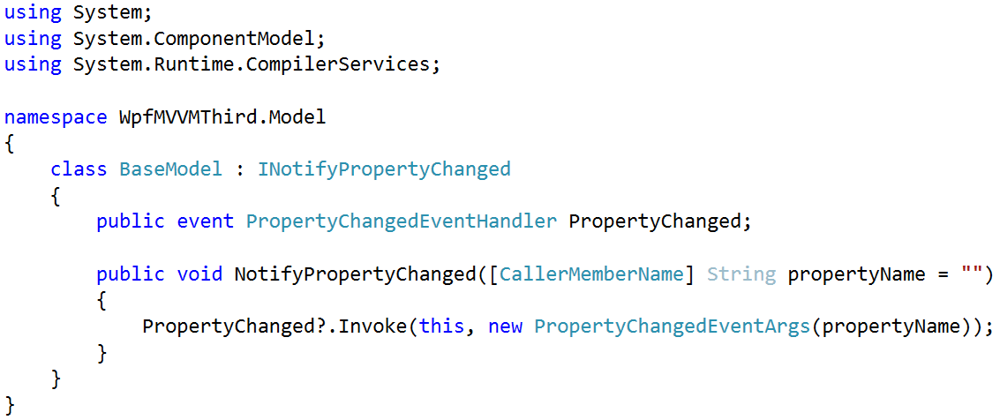 using System;
using System.ComponentModel;
using System.Runtime.CompilerServices;

namespace WpfMVVMThird.Model
{
    class BaseModel : INotifyPropertyChanged
    {
        public event PropertyChangedEventHandler PropertyChanged;

        public void NotifyPropertyChanged([CallerMemberName] String propertyName = "")
        {
            PropertyChanged?.Invoke(this, new PropertyChangedEventArgs(propertyName));
        }
    }
}